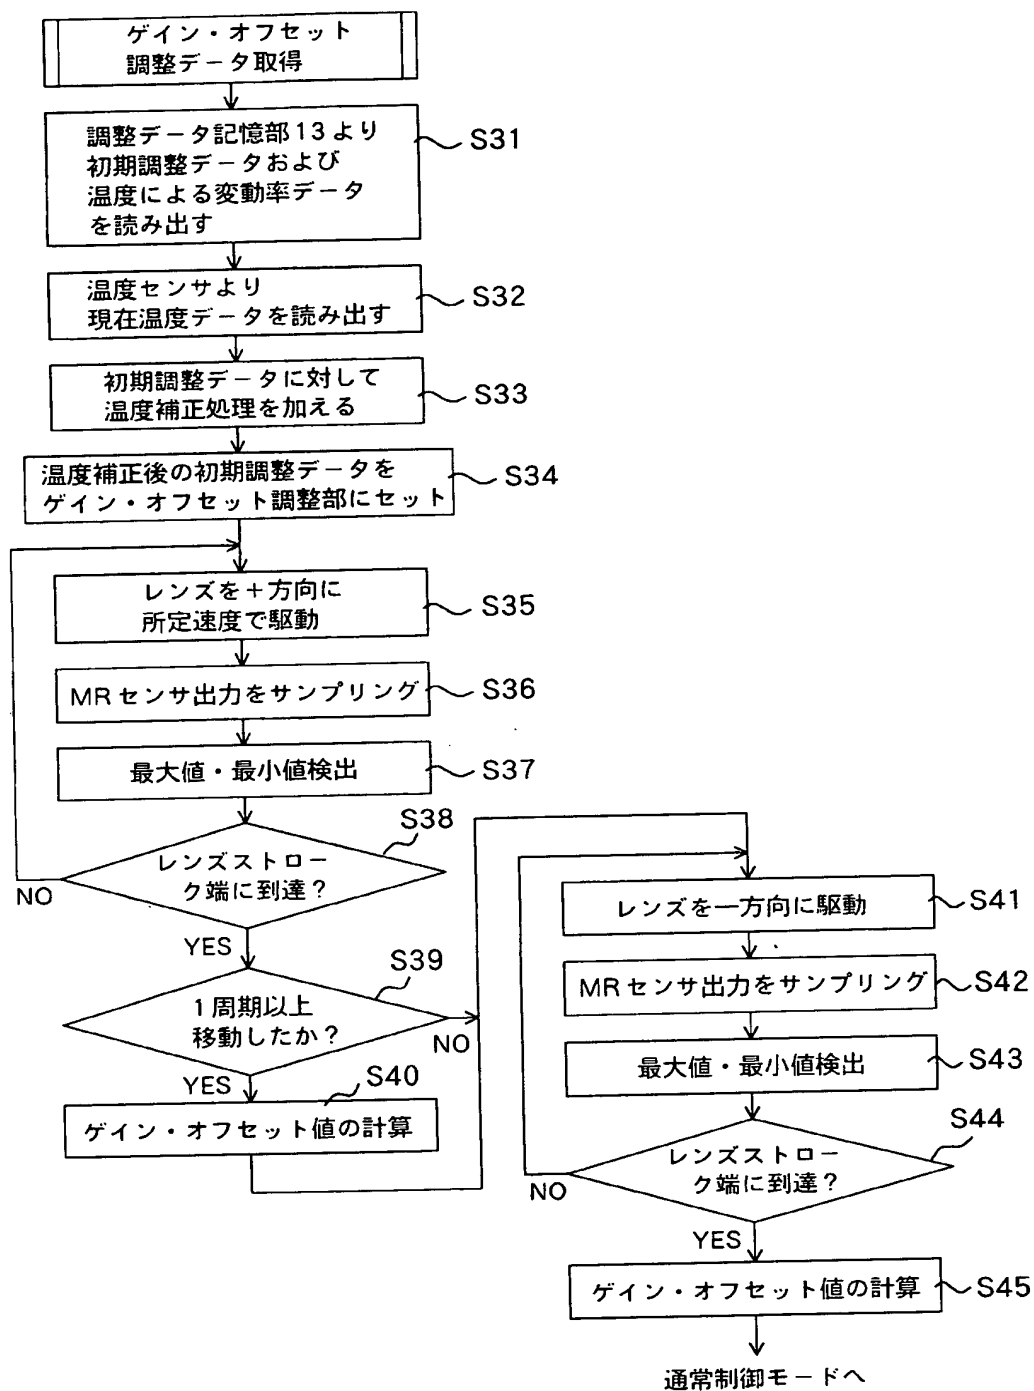 ゲイン・オフセット
調整データ取得
調整データ記憶部13より
初期調整データおよび
温度による変動率データ
を読み出す
S31
温度センサより
現在温度データを読み出す
S32
初期調整データに対して
温度補正処理を加える
S33
温度補正後の初期調整データを
ゲイン・オフセット調整部にセット
S34
レンズを+方向に
所定速度で駆動
S35
MRセンサ出力をサンプリング
S36
最大値・最小値検出
S37
S38
レンズストロー
ク端に到達?
NO
YES
S39
1周期以上
移動したか?
NO
YES
S40
ゲイン・オフセット値の計算
レンズを−方向に駆動
S41
MRセンサ出力をサンプリング
S42
最大値・最小値検出
S43
S44
レンズストロー
ク端に到達?
NO
YES
ゲイン・オフセット値の計算
S45
通常制御モードへ